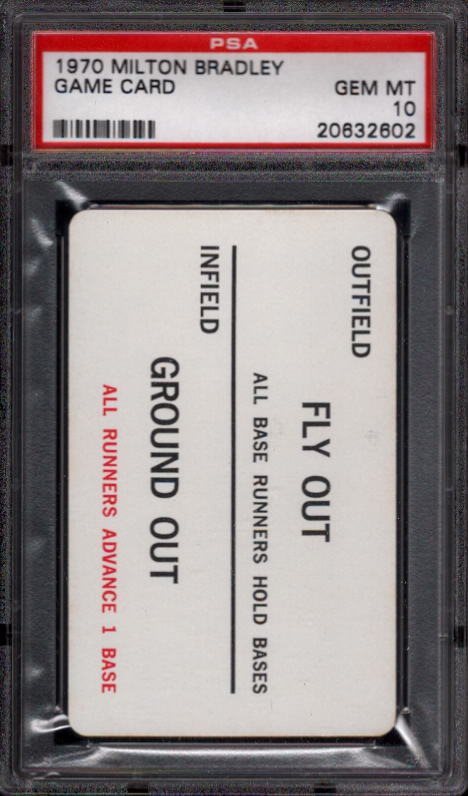 PSA
1970 MILTON BRADLEY
GAME CARD
GEM MT
10
20632602
OUTFIELD
FLY OUT
ALL BASE RUNNERS HOLD BASES
INFIELD
GROUND OUT
ALL RUNNERS ADVANCE 1 BASE